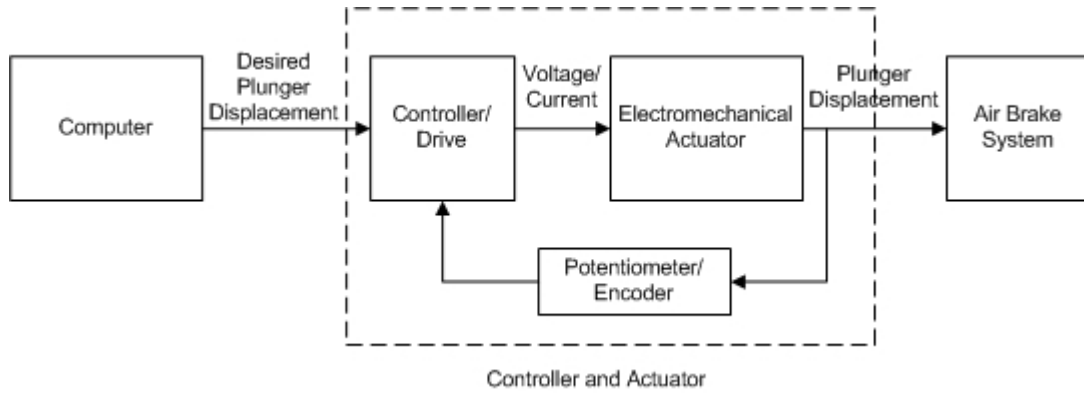 Computer
Desired
Plunger
Displacement
Controller/
Drive
Voltage/
Current
Electromechanical
Actuator
Plunger
Displacement
Air Brake
System
Potentiometer/
Encoder
Controller and Actuator